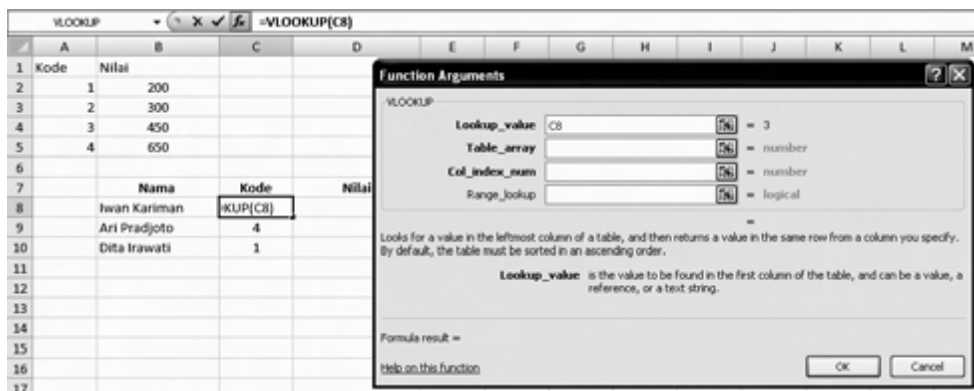 VLOOKUP =VLOOKUP(C8)
A B C D E F G H I J K L M
1 Kode Nilai
2 1 200
3 2 300
4 3 450
5 4 650
6
7 Nama Kode Nilai
8 Iwan Kariman KUP(C8)
9 Ari Pradjoto 4
10 Dita Irawati 1
11
12
13
14
15
16
17
Function Arguments
VLOOKUP
Lookup_value C8 = 3
Table_array = number
Col_index_num = number
Range_lookup = logical
=
Looks for a value in the leftmost column of a table, and then returns a value in the same row from a column you specify.
By default, the table must be sorted in an ascending order.
Lookup_value is the value to be found in the first column of the table, and can be a value, a
reference, or a text string.
Formula result =
Help on this function OK Cancel